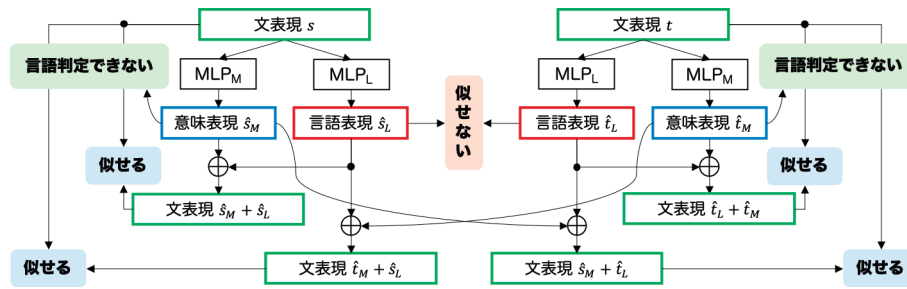 文表現 s
文表現 t
言語判定できない
MLP_M
MLP_L
MLP_L
MLP_M
言語判定できない
意味表現 ŝ_M
言語表現 ŝ_L
似せない
言語表現 t̂_L
意味表現 t̂_M
似せる
似せる
文表現 ŝ_M + ŝ_L
文表現 t̂_L + t̂_M
似せる
文表現 t̂_M + ŝ_L
文表現 ŝ_M + t̂_L
似せる